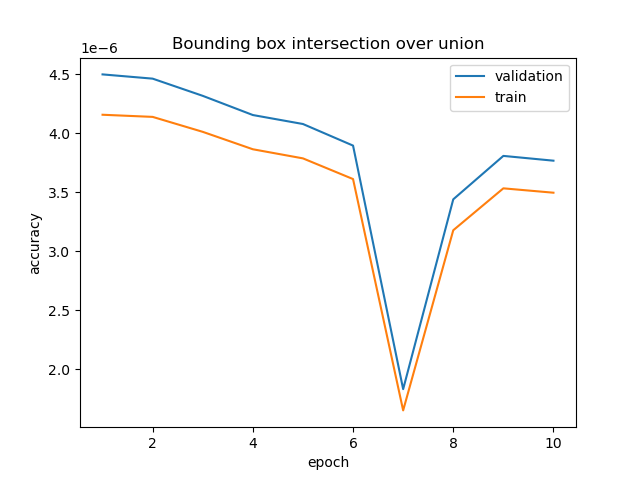 Bounding box intersection over union
1e−6
4.5
4.0
3.5
3.0
2.5
2.0
accuracy
validation
train
2 4 6 8 10
epoch